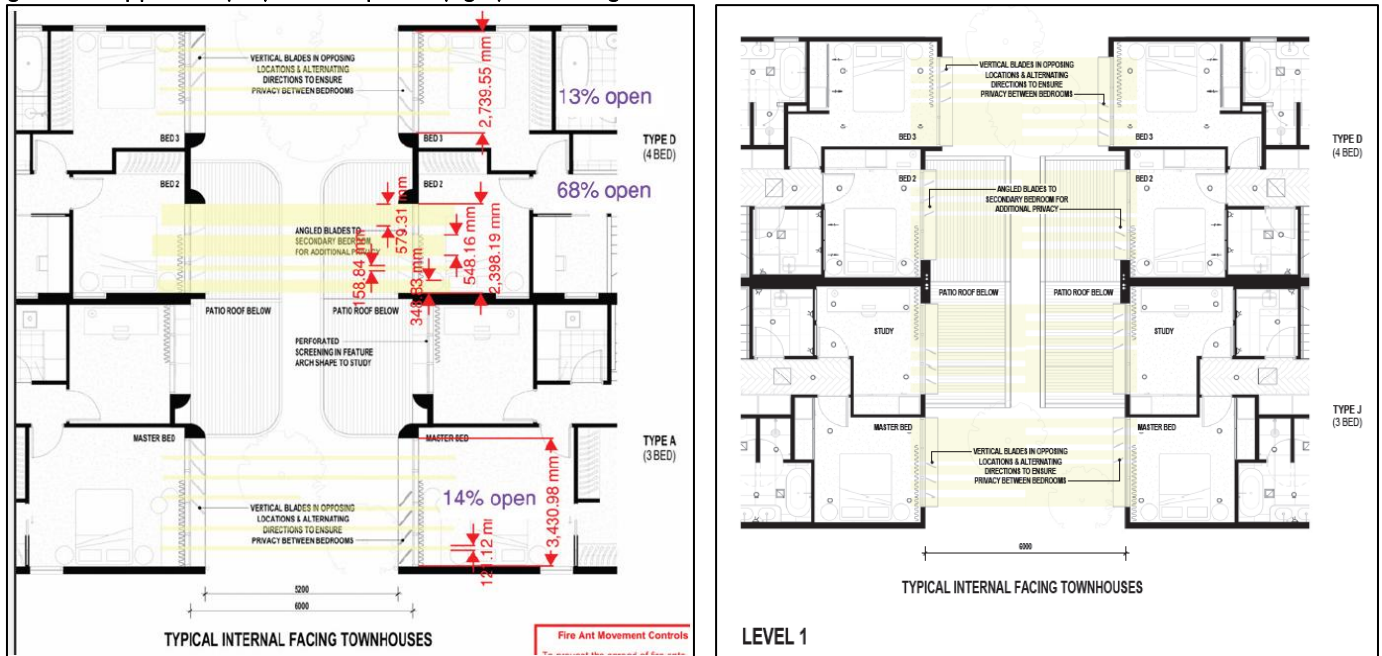 VERTICAL BLADES IN OPPOSING
LOCATIONS & ALTERNATING
DIRECTIONS TO ENSURE
PRIVACY BETWEEN BEDROOMS
2,739.55 mm
13% open
BED 3
BED 3
TYPE D
(4 BED)
BED 2
BED 2
68% open
ANGLED BLADES TO
SECONDARY BEDROOM
FOR ADDITIONAL PRIVACY
579.31 mm
158.84 mm
548.16 mm
348.83 mm
2,398.19 mm
PATIO ROOF BELOW
PATIO ROOF BELOW
PERFORATED
SCREENING IN FEATURE
ARCH SHAPE TO STUDY
MASTER BED
MASTER BED
TYPE A
(3 BED)
14% open
3,430.98 mm
VERTICAL BLADES IN OPPOSING
LOCATIONS & ALTERNATING
DIRECTIONS TO ENSURE
PRIVACY BETWEEN BEDROOMS
5200
6000
TYPICAL INTERNAL FACING TOWNHOUSES
Fire Ant Movement Controls
VERTICAL BLADES IN OPPOSING
LOCATIONS & ALTERNATING
DIRECTIONS TO ENSURE
PRIVACY BETWEEN BEDROOMS
BED 3
BED 3
TYPE D
(4 BED)
BED 2
BED 2
ANGLED BLADES TO
SECONDARY BEDROOM FOR
ADDITIONAL PRIVACY
PATIO ROOF BELOW
PATIO ROOF BELOW
STUDY
STUDY
MASTER BED
MASTER BED
TYPE J
(3 BED)
VERTICAL BLADES IN OPPOSING
LOCATIONS & ALTERNATING
DIRECTIONS TO ENSURE
PRIVACY BETWEEN BEDROOMS
6000
TYPICAL INTERNAL FACING TOWNHOUSES
LEVEL 1